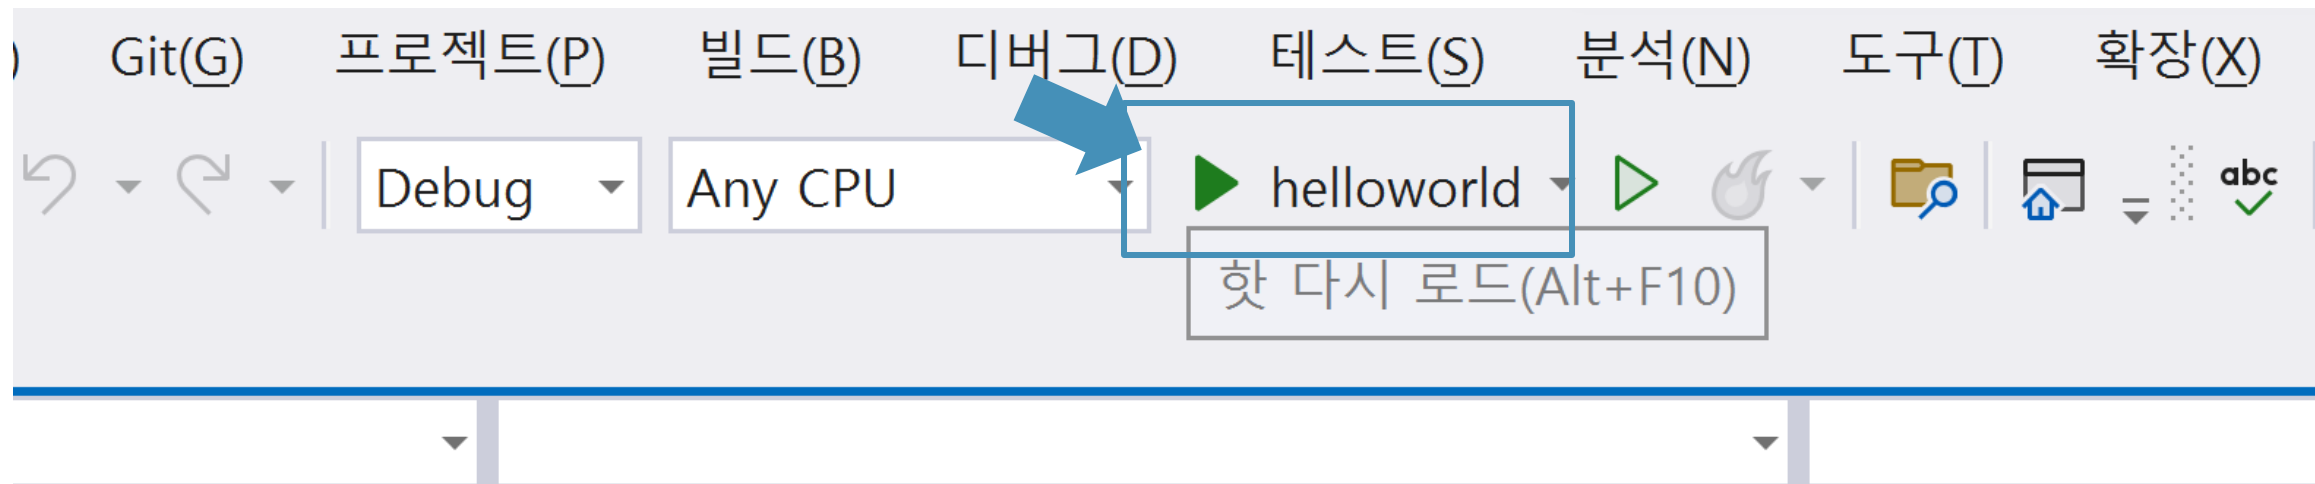 ) Git(G) 프로젝트(P) 빌드(B) 디버그(D) 테스트(S) 분석(N) 도구(T) 확장(X)
Debug Any CPU helloworld abc
핫 다시 로드(Alt+F10)